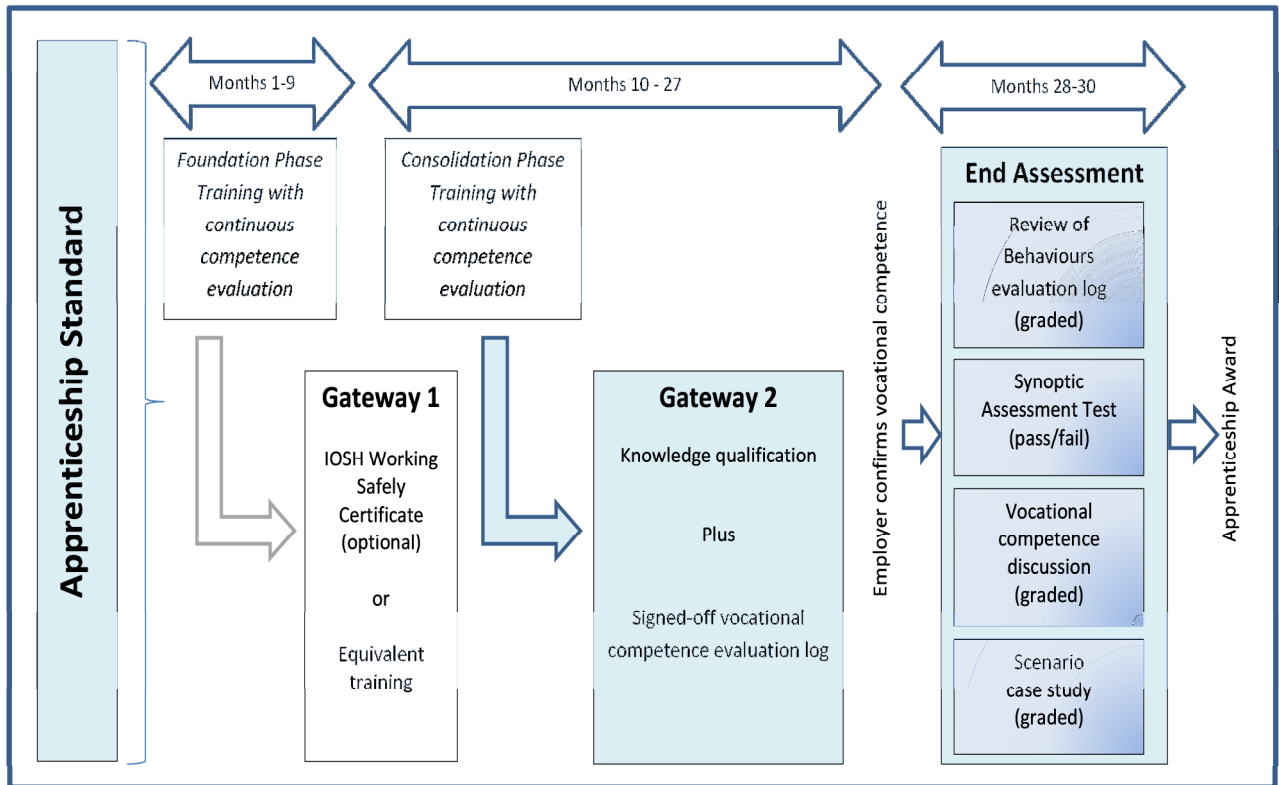 Apprenticeship Standard
Months 1-9
Months 10 - 27
Months 28-30
Foundation Phase
Training with
continuous
competence
evaluation
Consolidation Phase
Training with
continuous
competence
evaluation
Gateway 1
IOSH Working
Safely
Certificate
(optional)
or
Equivalent
training
Gateway 2
Knowledge qualification
Plus
Signed-off vocational
competence evaluation log
Employer confirms vocational competence
End Assessment
Review of
Behaviours
evaluation log
(graded)
Synoptic
Assessment Test
(pass/fail)
Vocational
competence
discussion
(graded)
Scenario
case study
(graded)
Apprenticeship Award